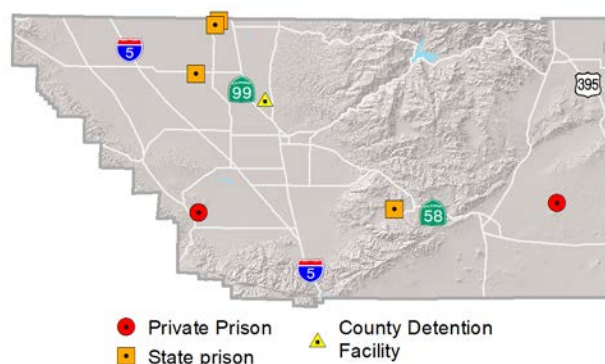 5
99
395
58
5
Private Prison
State prison
County Detention
Facility